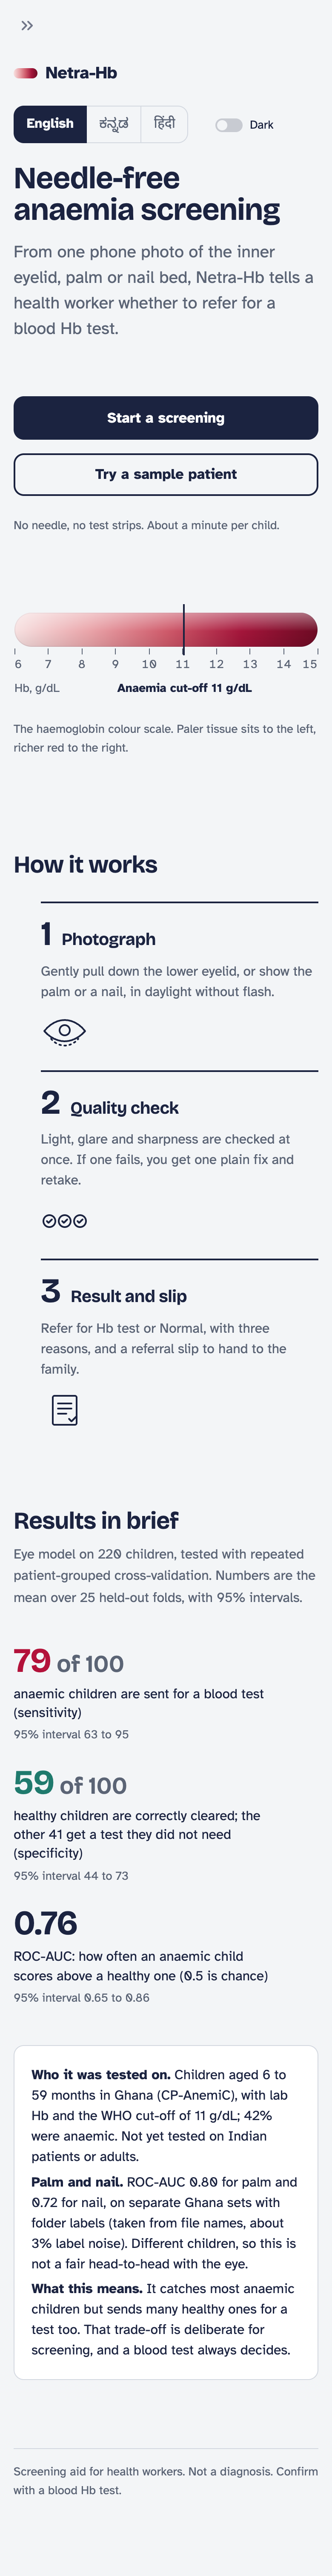 Netra-Hb
English
ಕನ್ನಡ
हिंदी
Dark
Needle-free
anaemia screening
From one phone photo of the inner
eyelid, palm or nail bed, Netra-Hb tells a
health worker whether to refer for a
blood Hb test.
Start a screening
Try a sample patient
No needle, no test strips. About a minute per child.
6 7 8 9 10 11 12 13 14 15
Hb, g/dL Anaemia cut-off 11 g/dL
The haemoglobin colour scale. Paler tissue sits to the left,
richer red to the right.
How it works
1 Photograph
Gently pull down the lower eyelid, or show the
palm or a nail, in daylight without flash.
2 Quality check
Light, glare and sharpness are checked at
once. If one fails, you get one plain fix and
retake.
3 Result and slip
Refer for Hb test or Normal, with three
reasons, and a referral slip to hand to the
family.
Results in brief
Eye model on 220 children, tested with repeated
patient-grouped cross-validation. Numbers are the
mean over 25 held-out folds, with 95% intervals.
79 of 100
anaemic children are sent for a blood test
(sensitivity)
95% interval 63 to 95
59 of 100
healthy children are correctly cleared; the
other 41 get a test they did not need
(specificity)
95% interval 44 to 73
0.76
ROC-AUC: how often an anaemic child
scores above a healthy one (0.5 is chance)
95% interval 0.65 to 0.86
Who it was tested on. Children aged 6 to
59 months in Ghana (CP-AnemiC), with lab
Hb and the WHO cut-off of 11 g/dL; 42%
were anaemic. Not yet tested on Indian
patients or adults.
Palm and nail. ROC-AUC 0.80 for palm and
0.72 for nail, on separate Ghana sets with
folder labels (taken from file names, about
3% label noise). Different children, so this is
not a fair head-to-head with the eye.
What this means. It catches most anaemic
children but sends many healthy ones for a
test too. That trade-off is deliberate for
screening, and a blood test always decides.
Screening aid for health workers. Not a diagnosis. Confirm
with a blood Hb test.